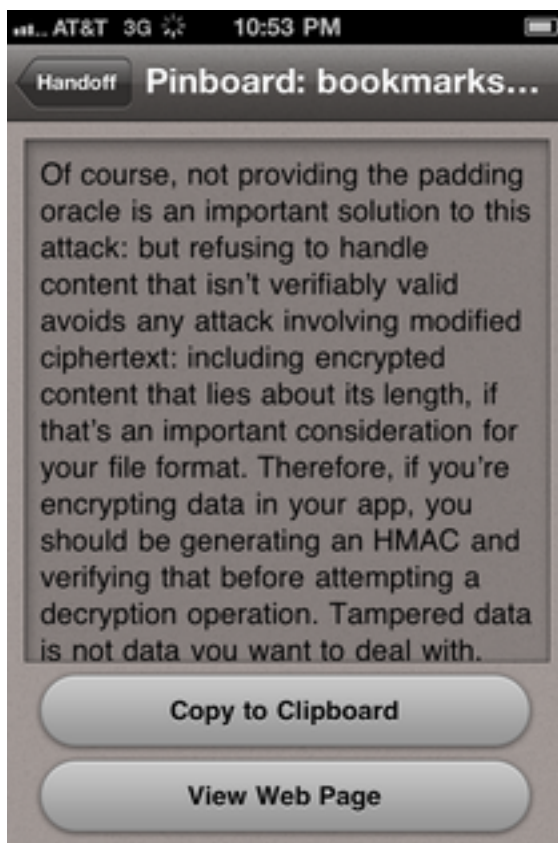 AT&T 3G 10:53 PM
Handoff Pinboard: bookmarks...
Of course, not providing the padding
oracle is an important solution to this
attack: but refusing to handle
content that isn't verifiably valid
avoids any attack involving modified
ciphertext: including encrypted
content that lies about its length, if
that's an important consideration for
your file format. Therefore, if you're
encrypting data in your app, you
should be generating an HMAC and
verifying that before attempting a
decryption operation. Tampered data
is not data you want to deal with.
Copy to Clipboard
View Web Page